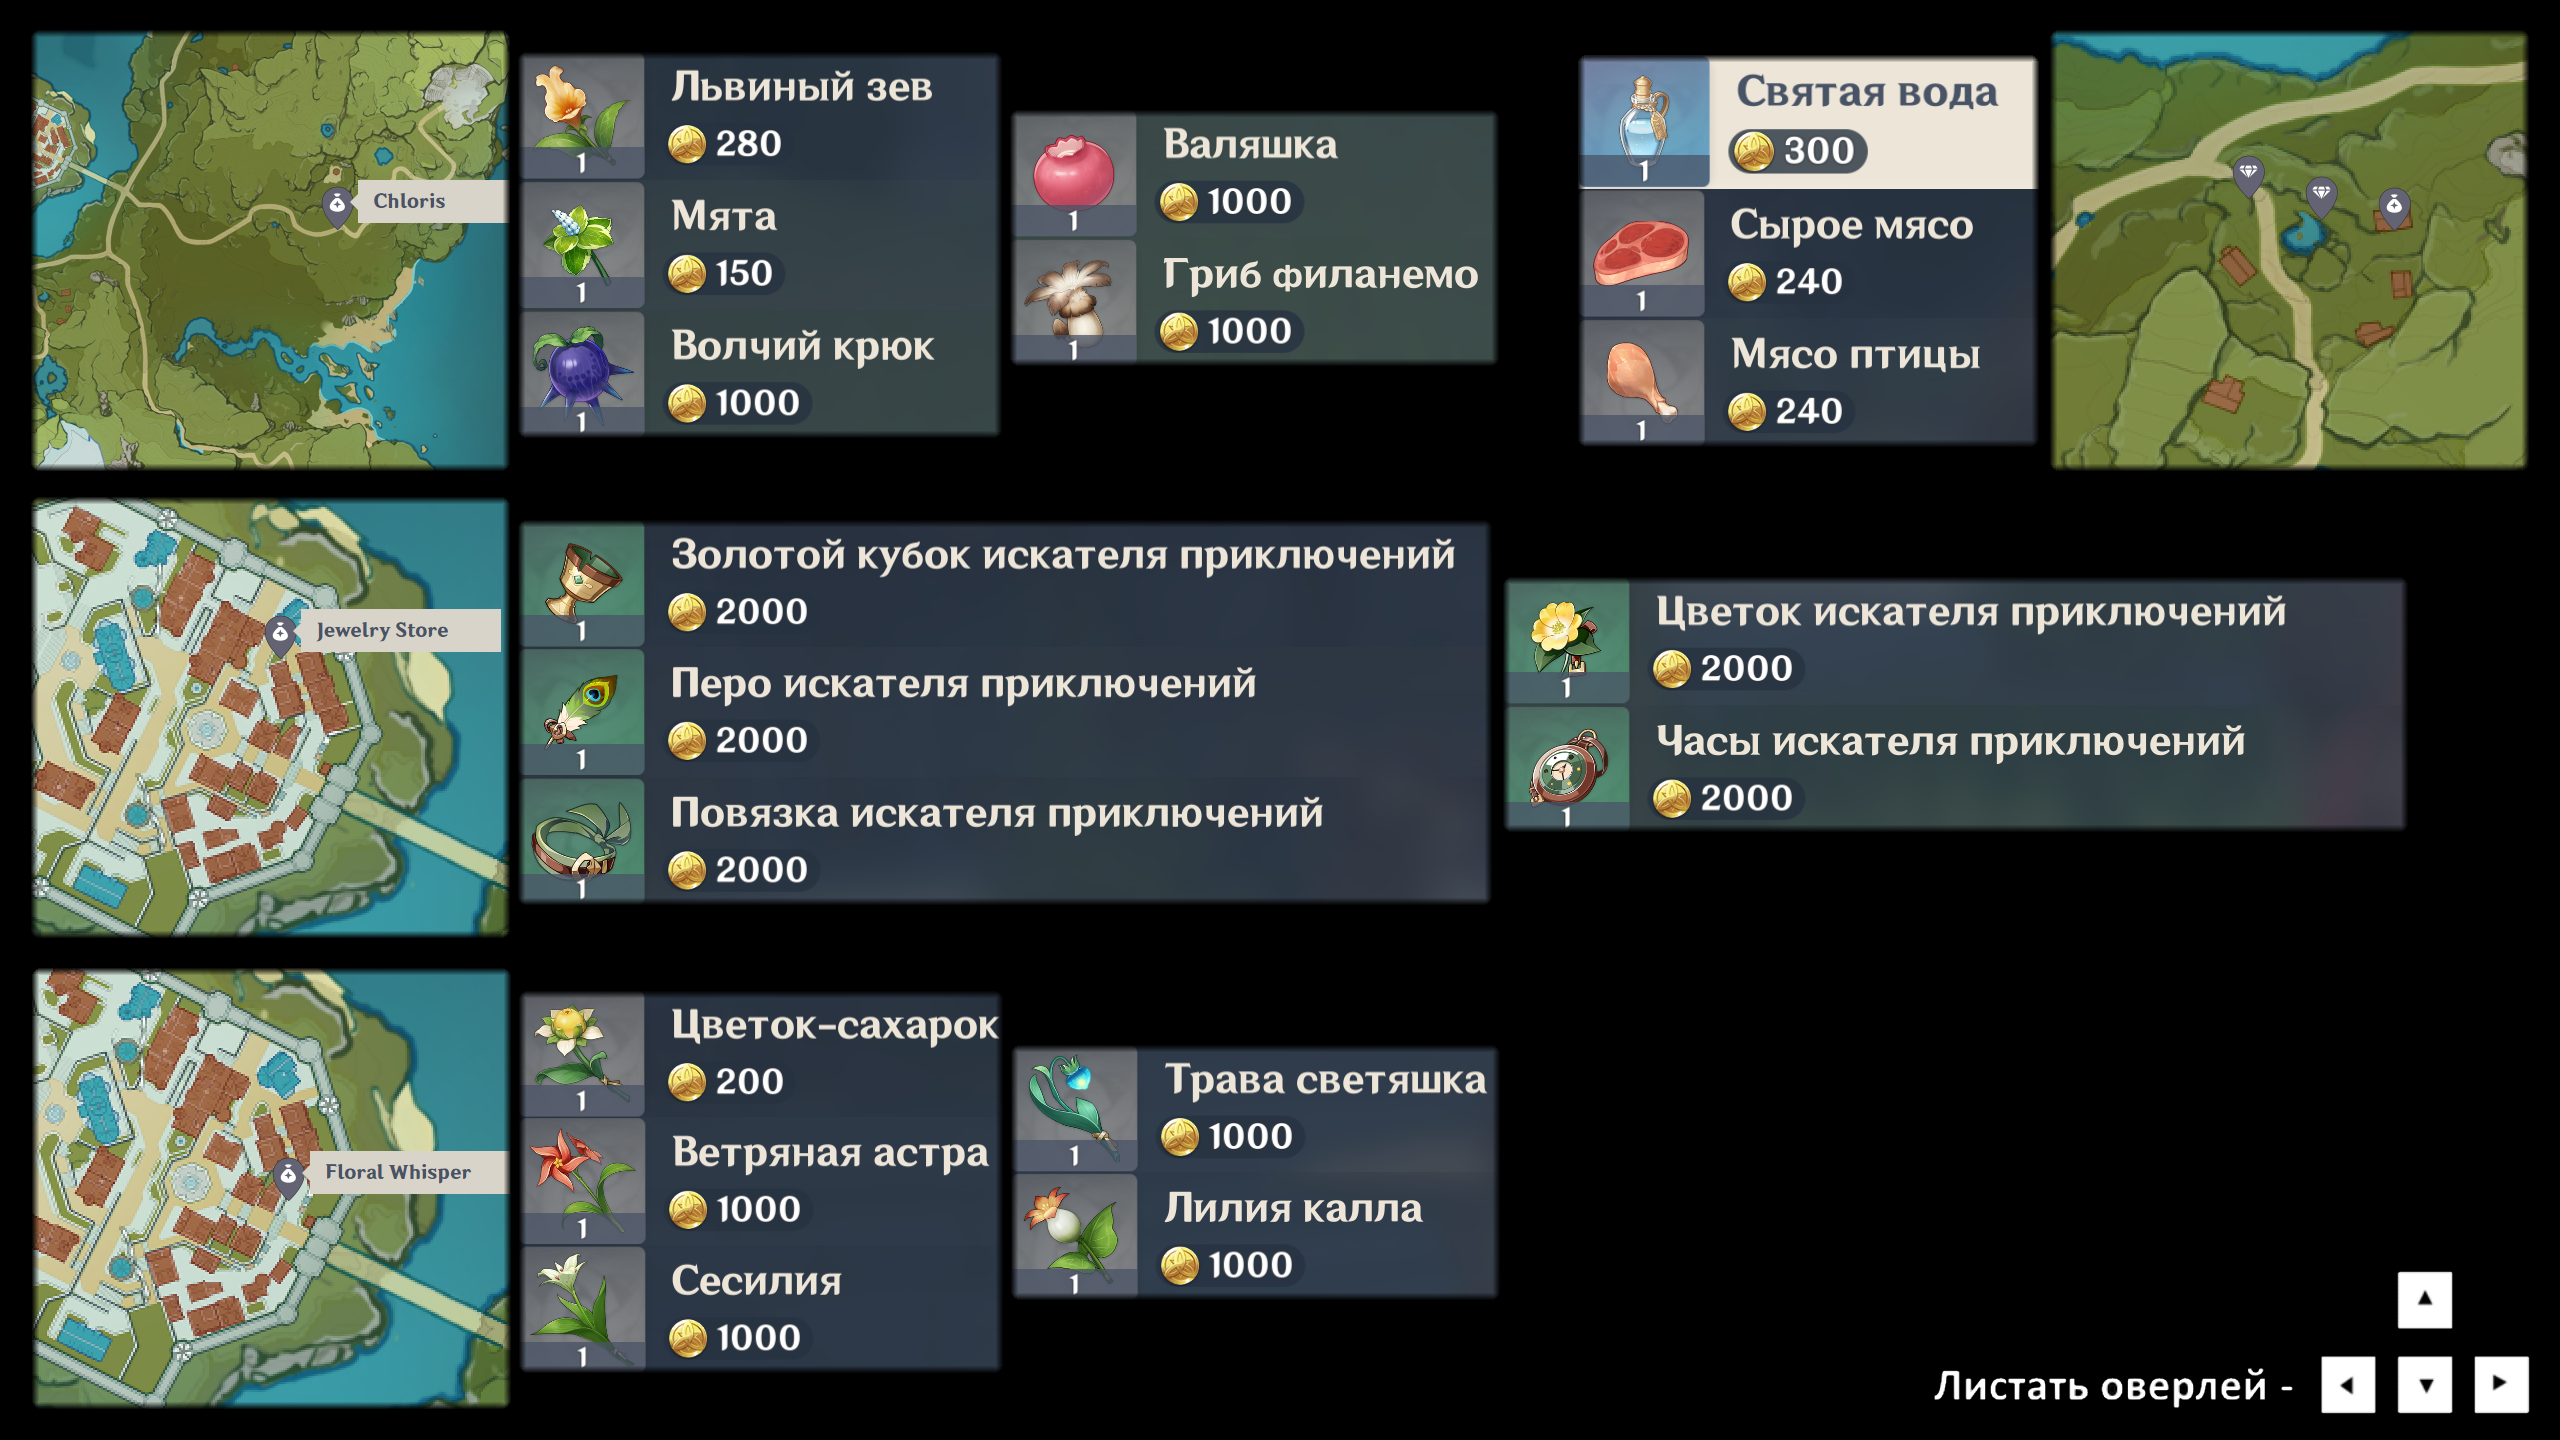 Chloris
Львиный зев
280
1
Мята
150
1
Волчий крюк
1000
1
Валяшка
1000
1
Гриб филанемо
1000
1
Святая вода
300
1
Сырое мясо
240
1
Мясо птицы
240
1
Jewelry Store
Золотой кубок искателя приключений
2000
1
Перо искателя приключений
2000
1
Повязка искателя приключений
2000
1
Цветок искателя приключений
2000
1
Часы искателя приключений
2000
1
Floral Whisper
Цветок-сахарок
200
1
Ветряная астра
1000
1
Сесилия
1000
1
Трава светяшка
1000
1
Лилия калла
1000
1
Листать оверлей -